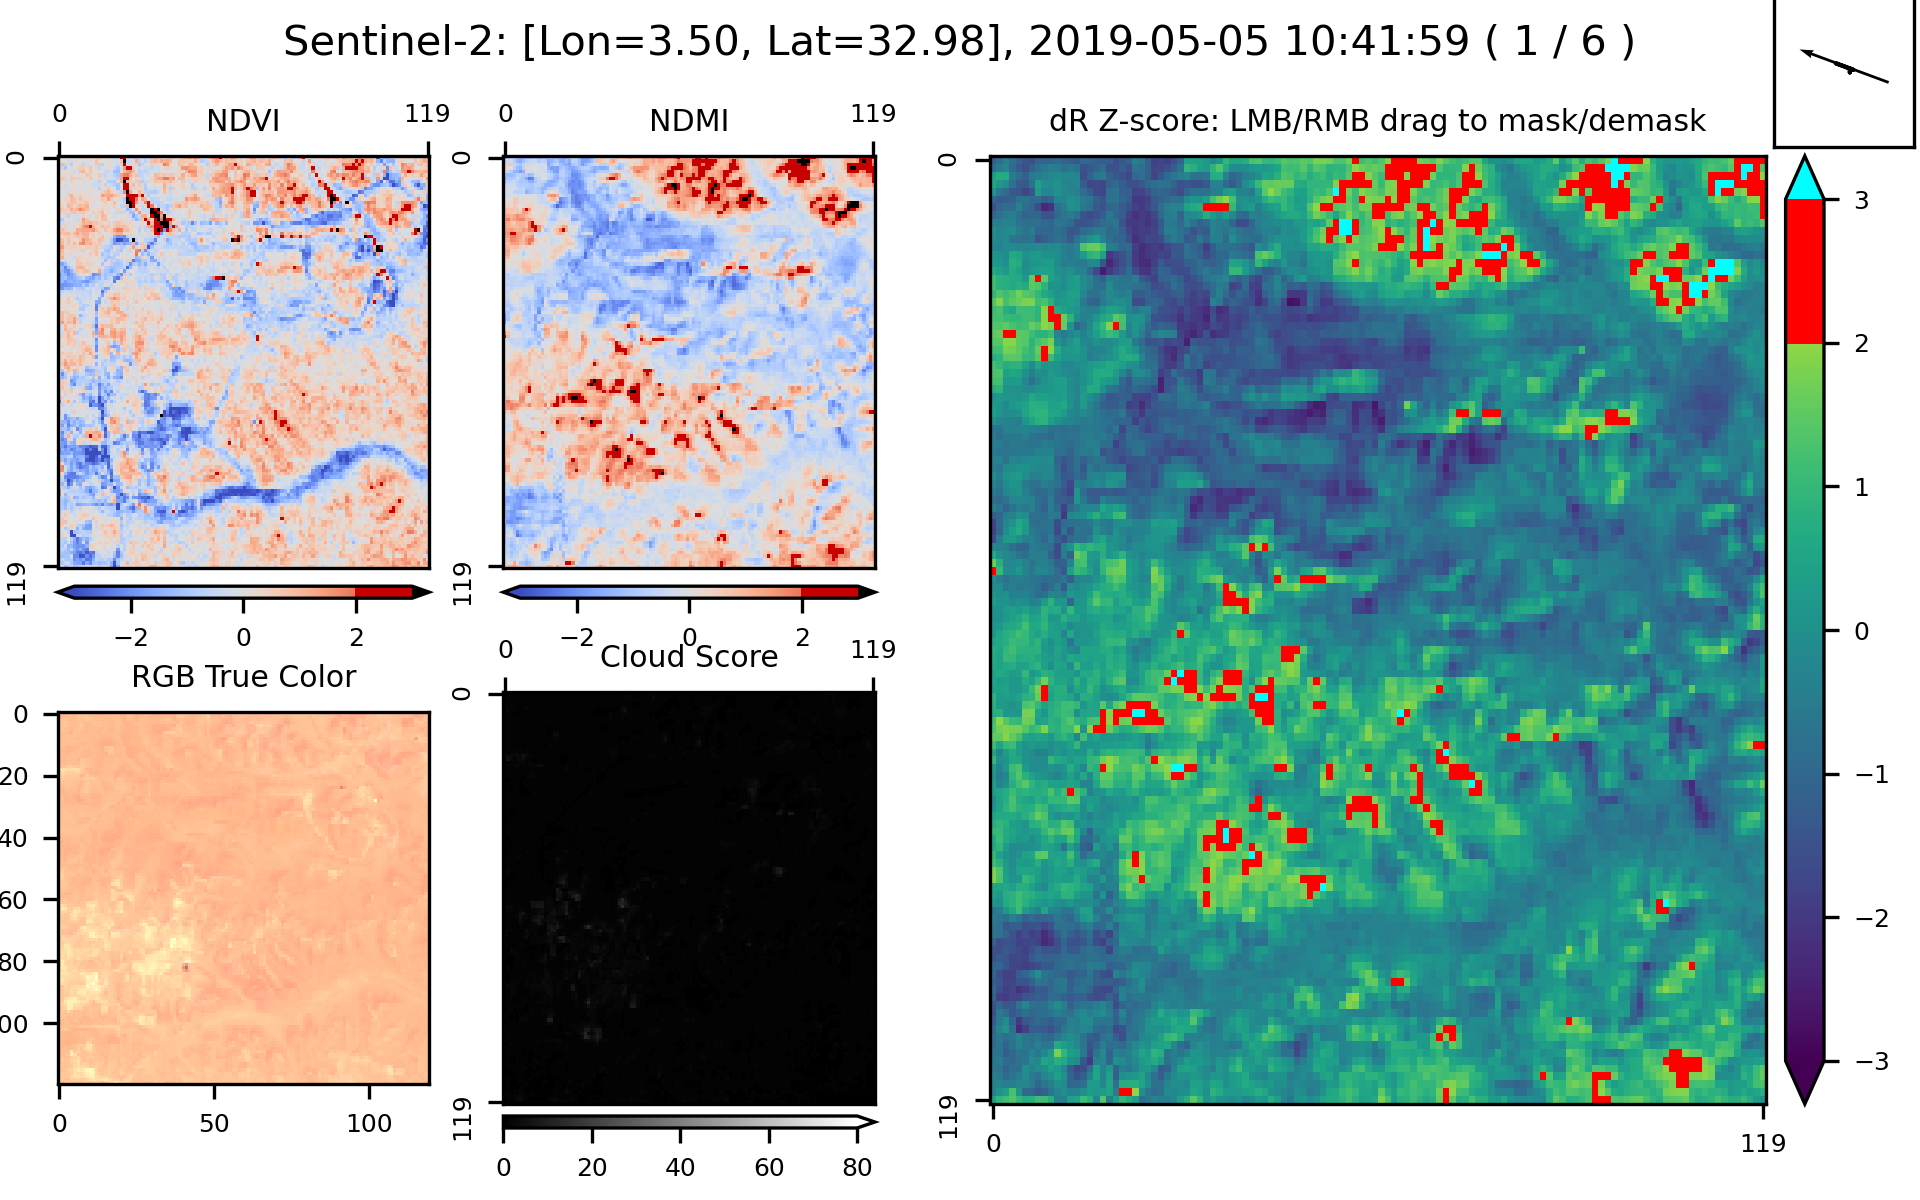 Sentinel-2: [Lon=3.50, Lat=32.98], 2019-05-05 10:41:59 ( 1 / 6 )
0 NDVI 119
0 NDMI 119
dR Z-score: LMB/RMB drag to mask/demask
0
119
0
119
0
119
−2 0 2
−2 0 2
3
2
1
0
−1
−2
−3
0 119
RGB True Color
0
20
40
60
80
00
0 50 100
0 Cloud Score 119
0
119
0 20 40 60 80